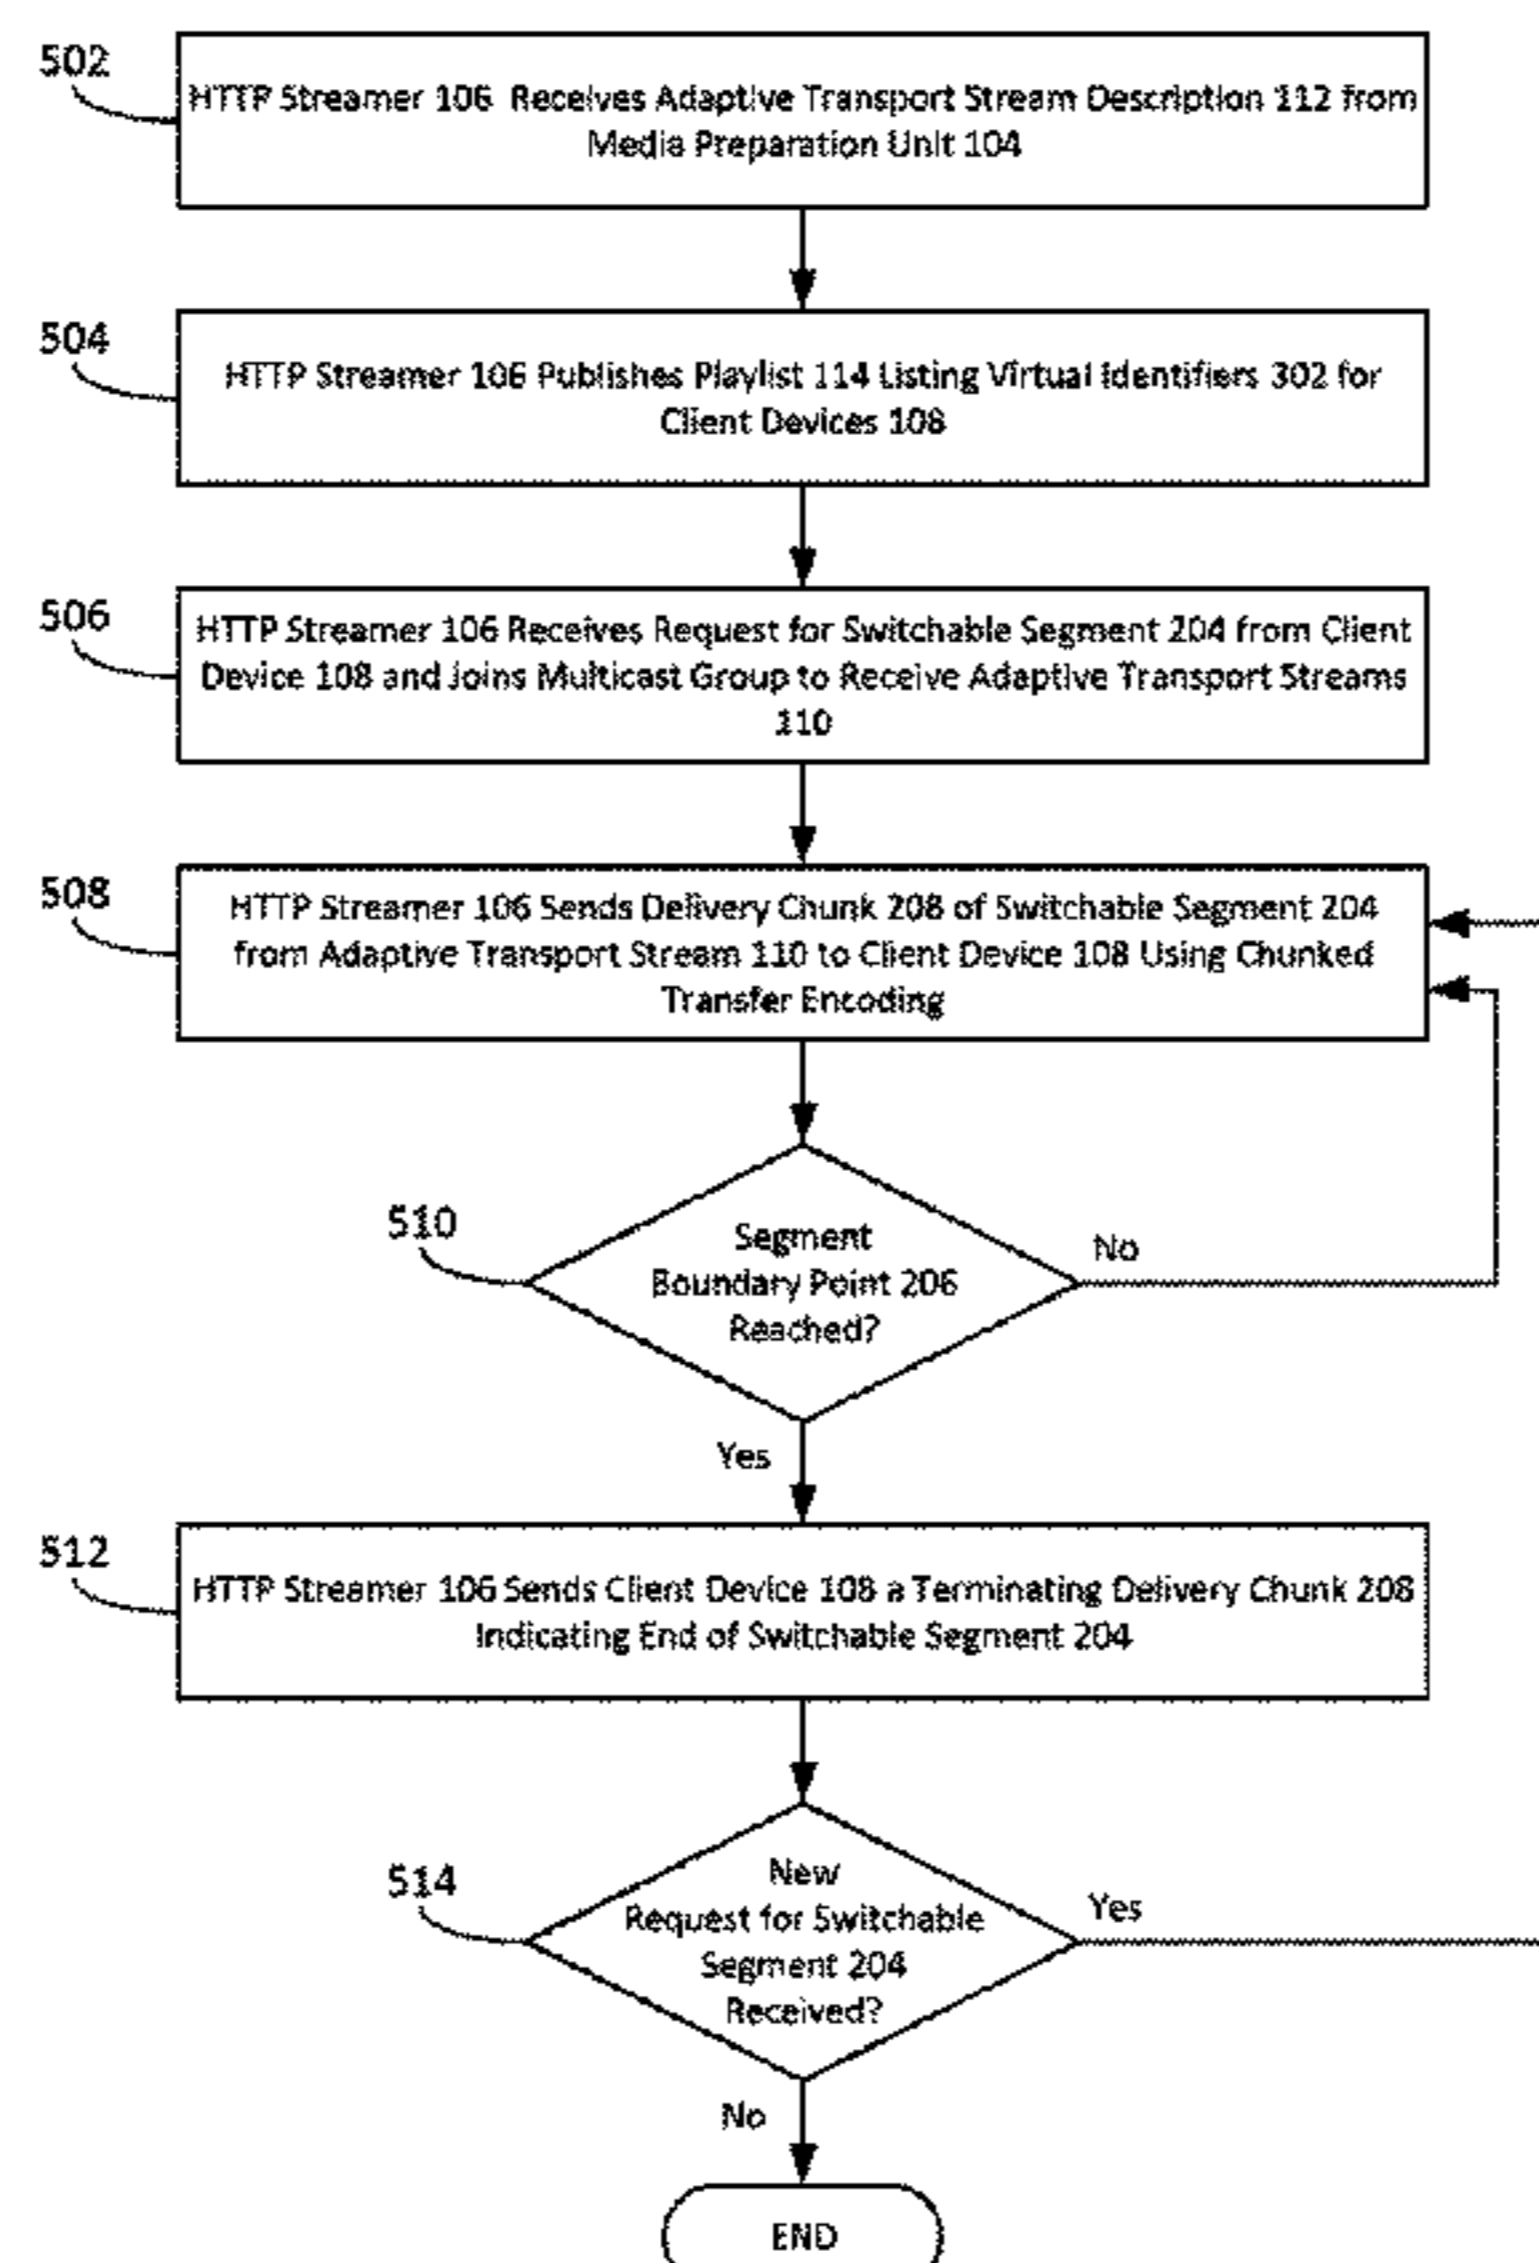 502
HTTP Streamer 106 Receives Adaptive Transport Stream Description 112 from
Media Preparation Unit 104
504
HTTP Streamer 106 Publishes Playlist 114 Listing Virtual Identifiers 302 for
Client Devices 108
506
HTTP Streamer 106 Receives Request for Switchable Segment 204 from Client
Device 108 and Joins Multicast Group to Receive Adaptive Transport Streams
110
508
HTTP Streamer 106 Sends Delivery Chunk 208 of Switchable Segment 204
from Adaptive Transport Stream 110 to Client Device 108 Using Chunked
Transfer Encoding
510
Segment
Boundary Point 206
Reached?
No
Yes
512
HTTP Streamer 106 Sends Client Device 108 a Terminating Delivery Chunk 208
Indicating End of Switchable Segment 204
514
New
Request for Switchable
Segment 204
Received?
Yes
No
END